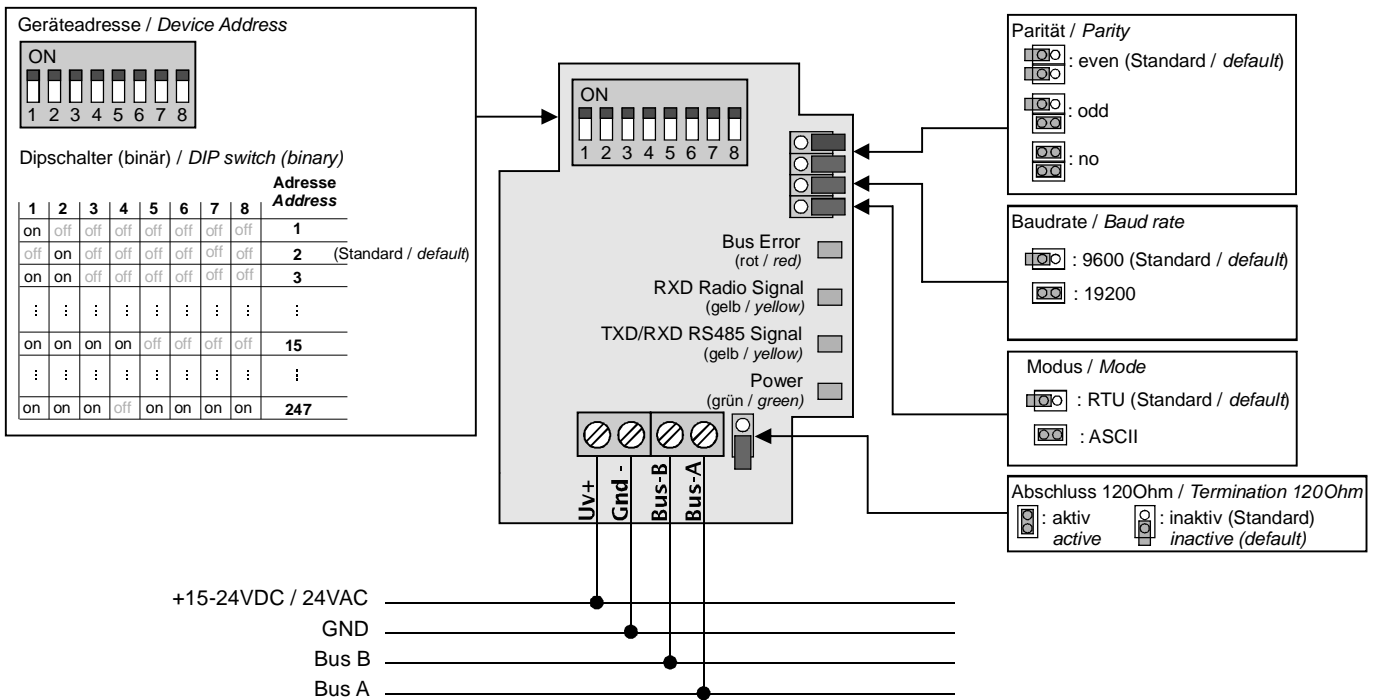 Geräteadresse / Device Address
ON
1 2 3 4 5 6 7 8
Dipschalter (binär) / DIP switch (binary)
Adresse
Address
1 2 3 4 5 6 7 8
on off off off off off off off 1
off on off off off off off off 2 (Standard / default)
on on off off off off off off 3
⋮ ⋮ ⋮ ⋮ ⋮ ⋮ ⋮ ⋮ ⋮
on on on on off off off off 15
⋮ ⋮ ⋮ ⋮ ⋮ ⋮ ⋮ ⋮ ⋮
on on on off on on on on 247
ON
1 2 3 4 5 6 7 8
Bus Error
(rot / red)
RXD Radio Signal
(gelb / yellow)
TXD/RXD RS485 Signal
(gelb / yellow)
Power
(grün / green)
Uv+
Gnd -
Bus-B
Bus-A
Parität / Parity
: even (Standard / default)
: odd
: no
Baudrate / Baud rate
: 9600 (Standard / default)
: 19200
Modus / Mode
: RTU (Standard / default)
: ASCII
Abschluss 120Ohm / Termination 120Ohm
: aktiv
active
: inaktiv (Standard)
inactive (default)
+15-24VDC / 24VAC
GND
Bus B
Bus A